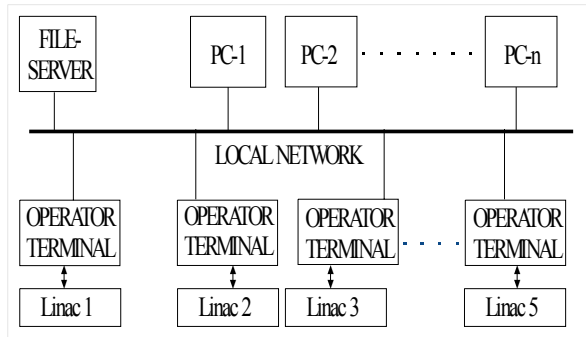 FILE-
SERVER
PC-1
PC-2
PC-n
LOCAL NETWORK
OPERATOR
TERMINAL
OPERATOR
TERMINAL
OPERATOR
TERMINAL
OPERATOR
TERMINAL
Linac 1
Linac 2
Linac 3
Linac 5